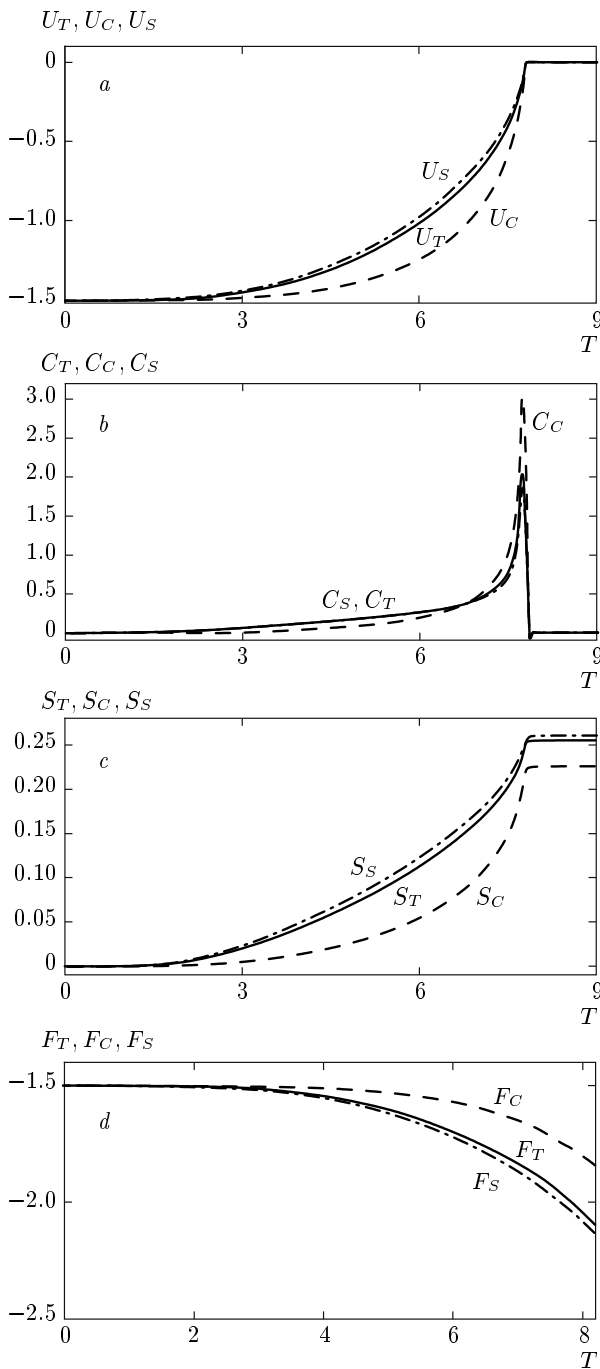 U_T, U_C, U_S
a
0
−0.5
−1.0
−1.5
U_S
U_T
U_C
0 3 6 9
T
C_T, C_C, C_S
b
3.0
2.5
2.0
1.5
1.0
0.5
0
C_C
C_S, C_T
0 3 6 9
T
S_T, S_C, S_S
c
0.25
0.20
0.15
0.10
0.05
0
S_S
S_T
S_C
0 3 6 9
T
F_T, F_C, F_S
d
−1.5
−2.0
−2.5
F_C
F_T
F_S
0 2 4 6 8
T